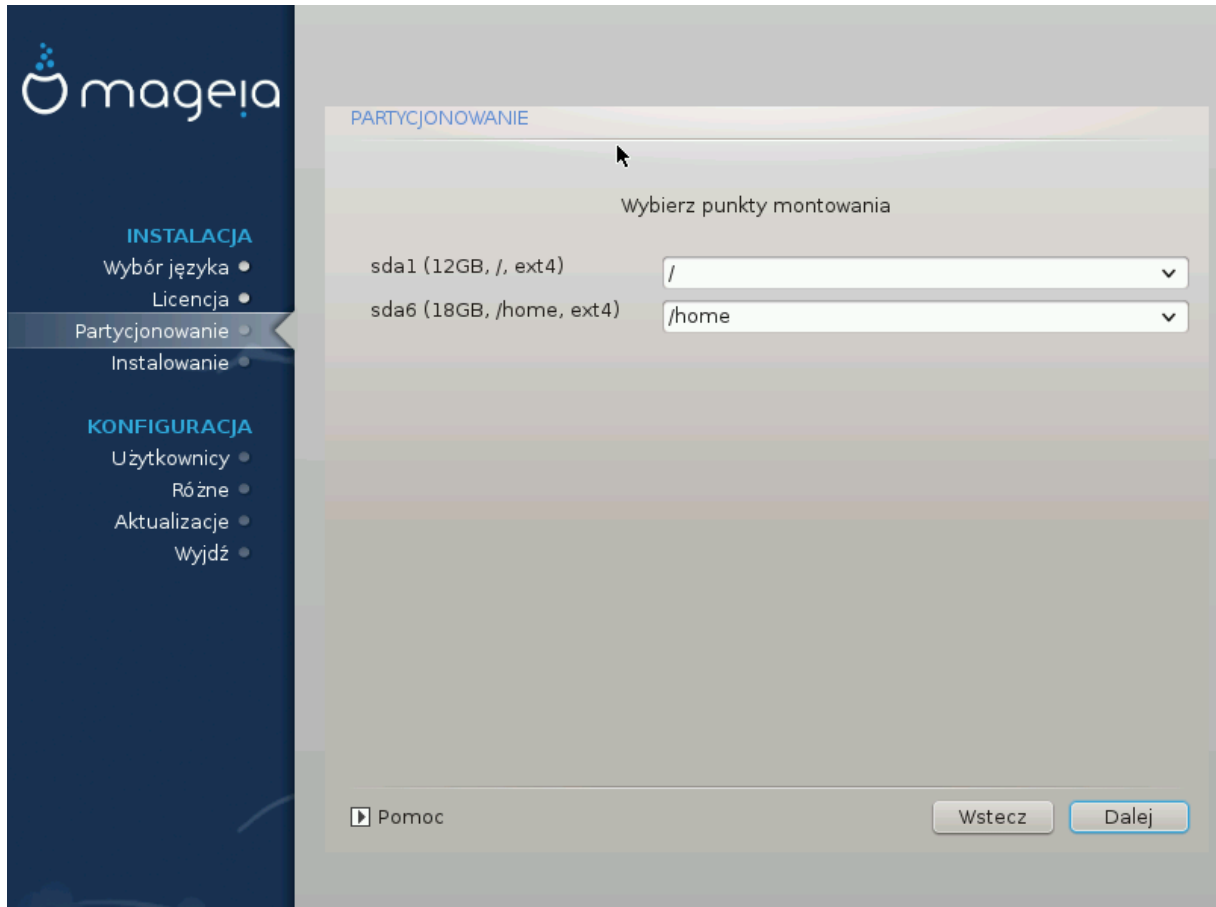 mageia
INSTALACJA
Wybór języka
Licencja
Partycjonowanie
Instalowanie
KONFIGURACJA
Użytkownicy
Różne
Aktualizacje
Wyjdź
PARTYCJONOWANIE
Wybierz punkty montowania
sda1 (12GB, /, ext4) /
sda6 (18GB, /home, ext4) /home
Pomoc Wstecz Dalej